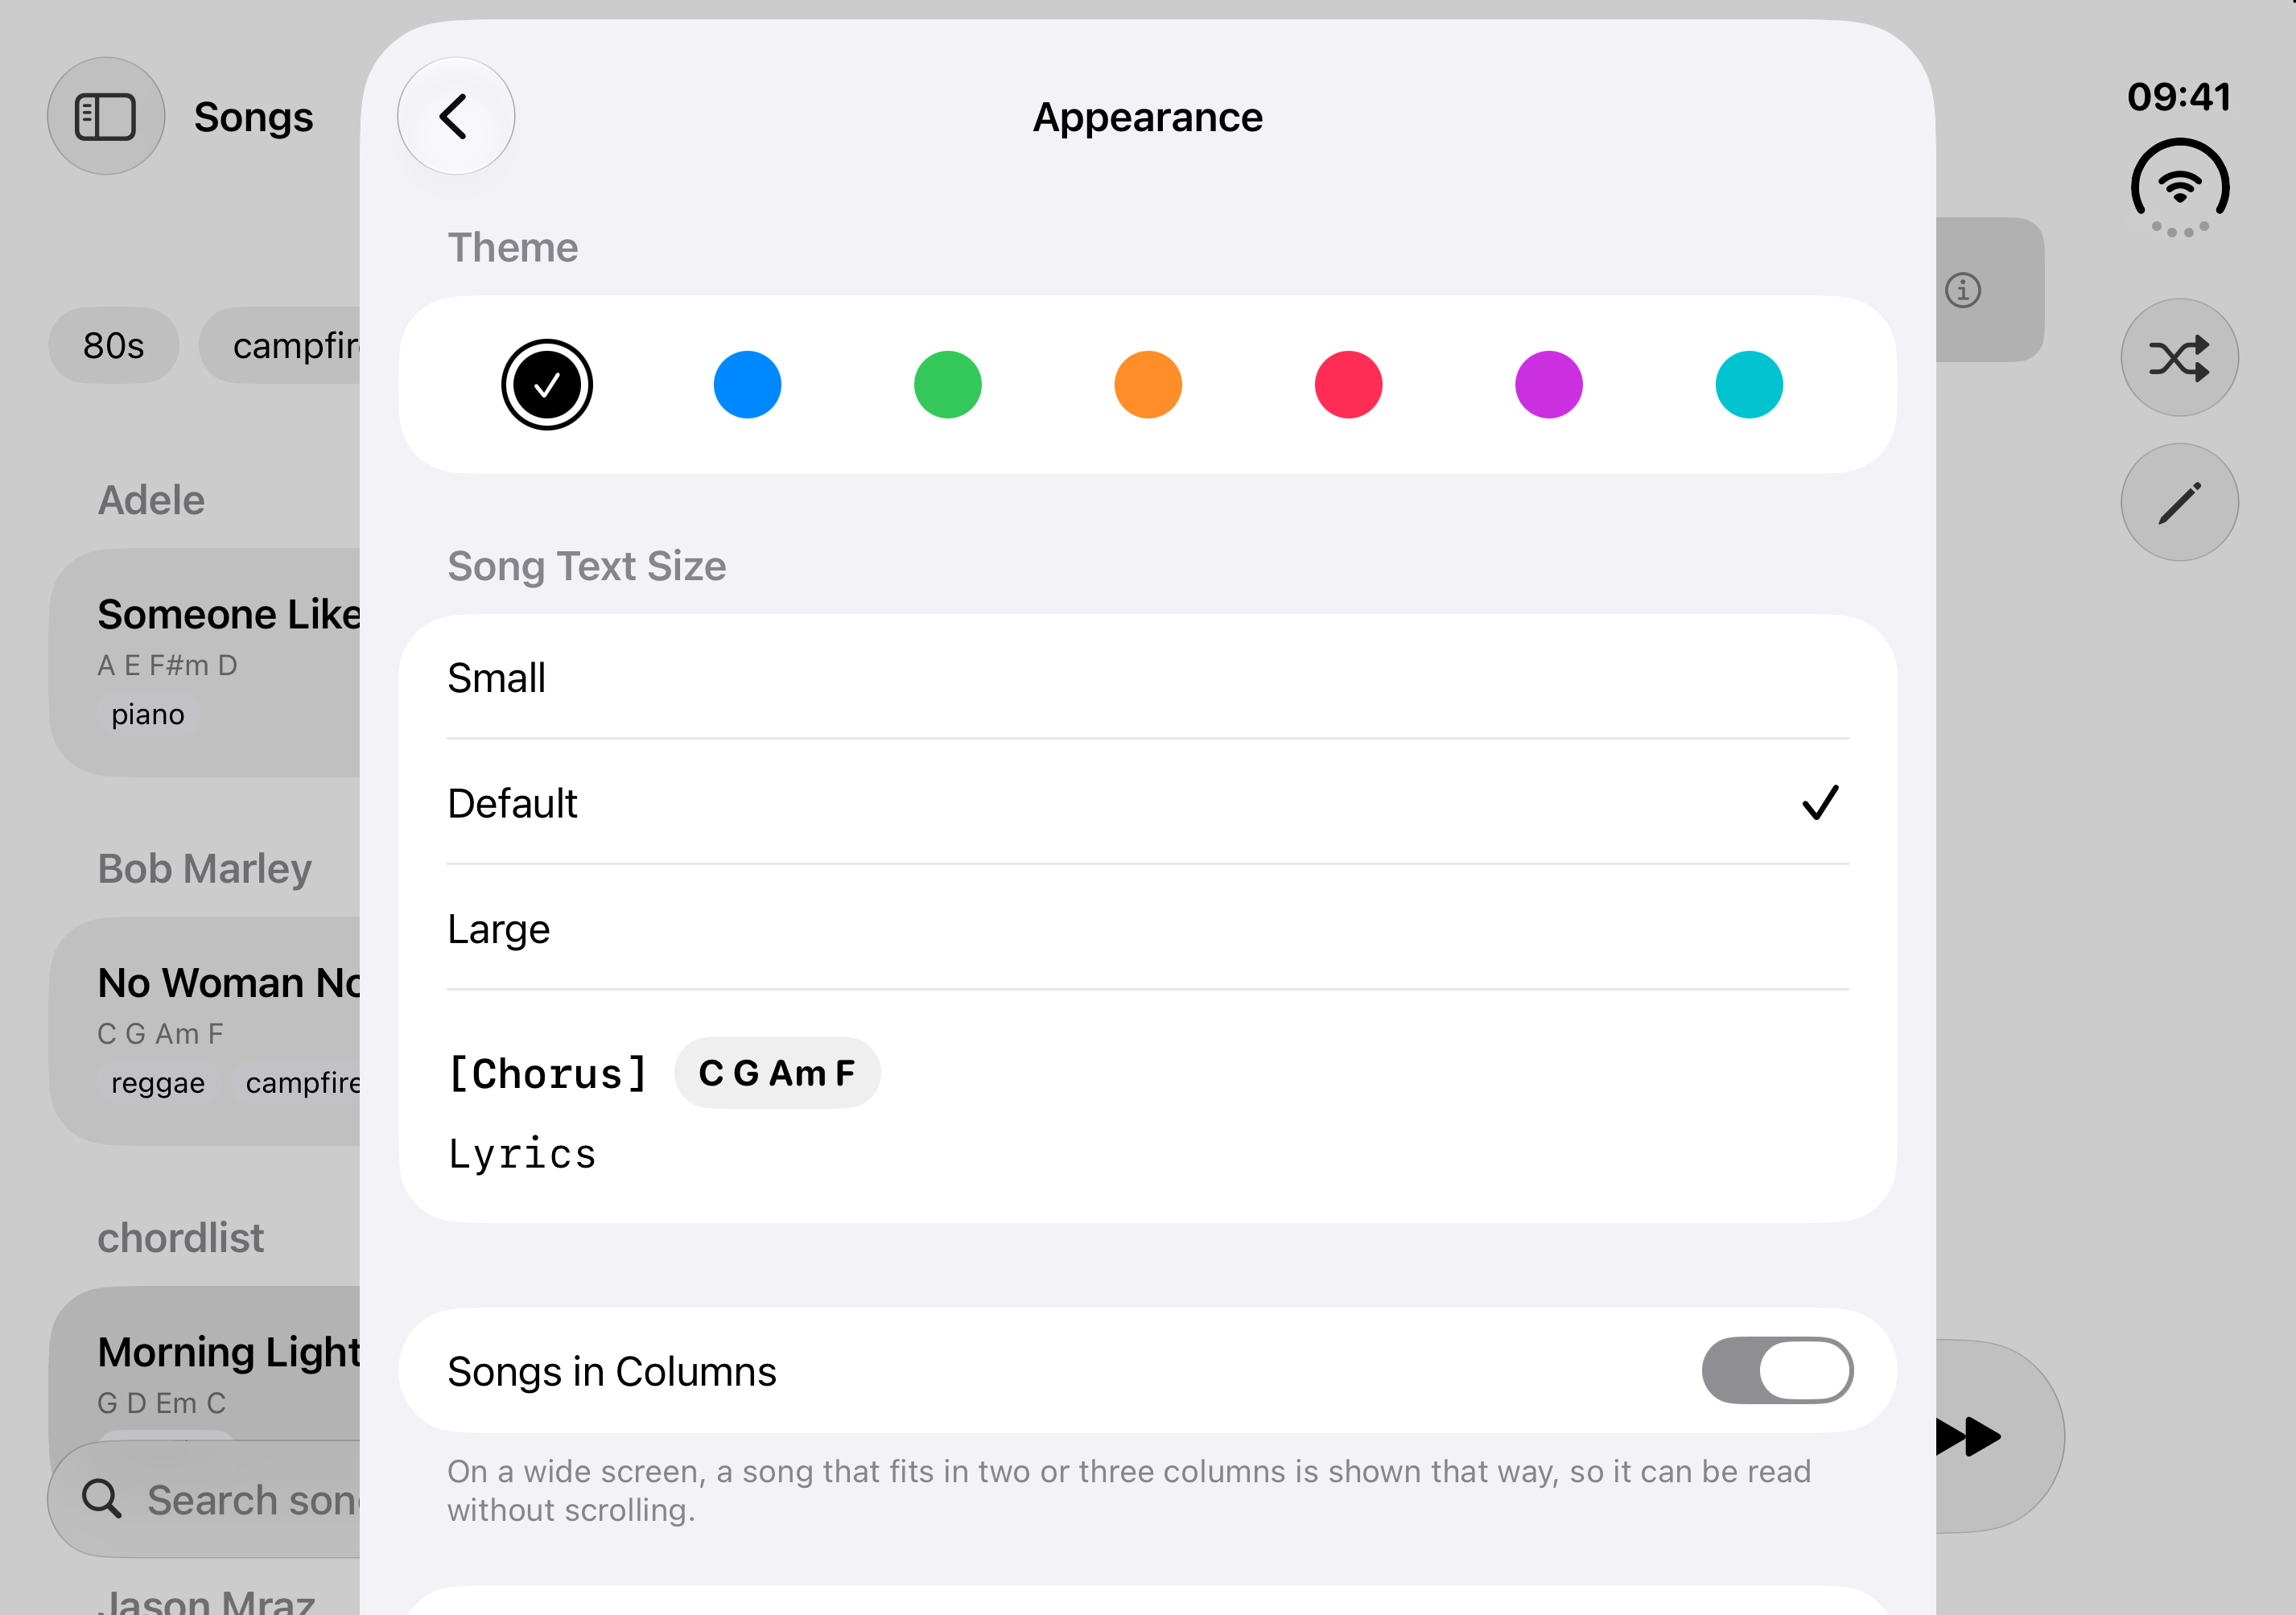 Songs
Appearance
09:41
Theme
80s
Adele
Someone Like
A E F#m D
piano
Bob Marley
No Woman
C G Am F
reggae campfire
chordlist
Morning Light
G D Em C
Search
Jason Mraz
Song Text Size
Small
Default
Large
[Chorus] C G Am F
Lyrics
Songs in Columns
On a wide screen, a song that fits in two or three columns is shown that way, so it can be read
without scrolling.